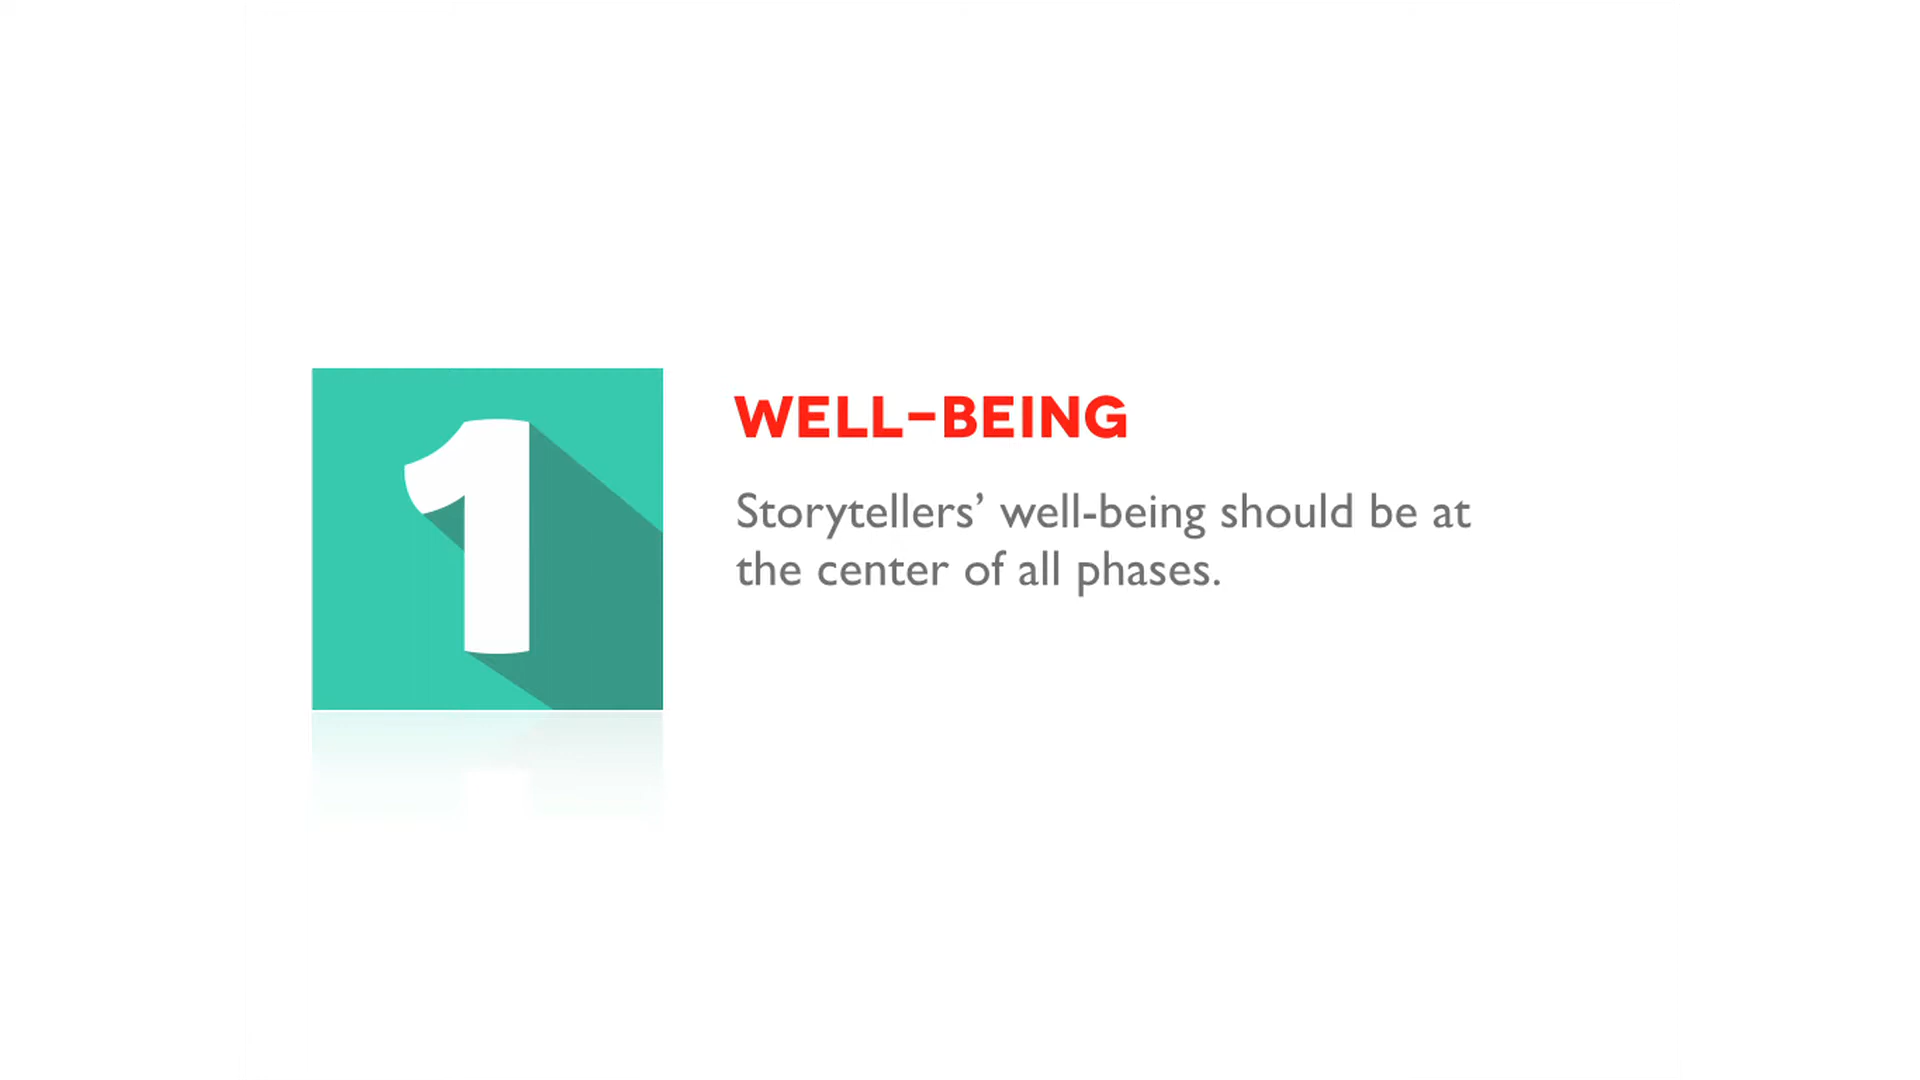 1
WELL-BEING
Storytellers’ well-being should be at
the center of all phases.